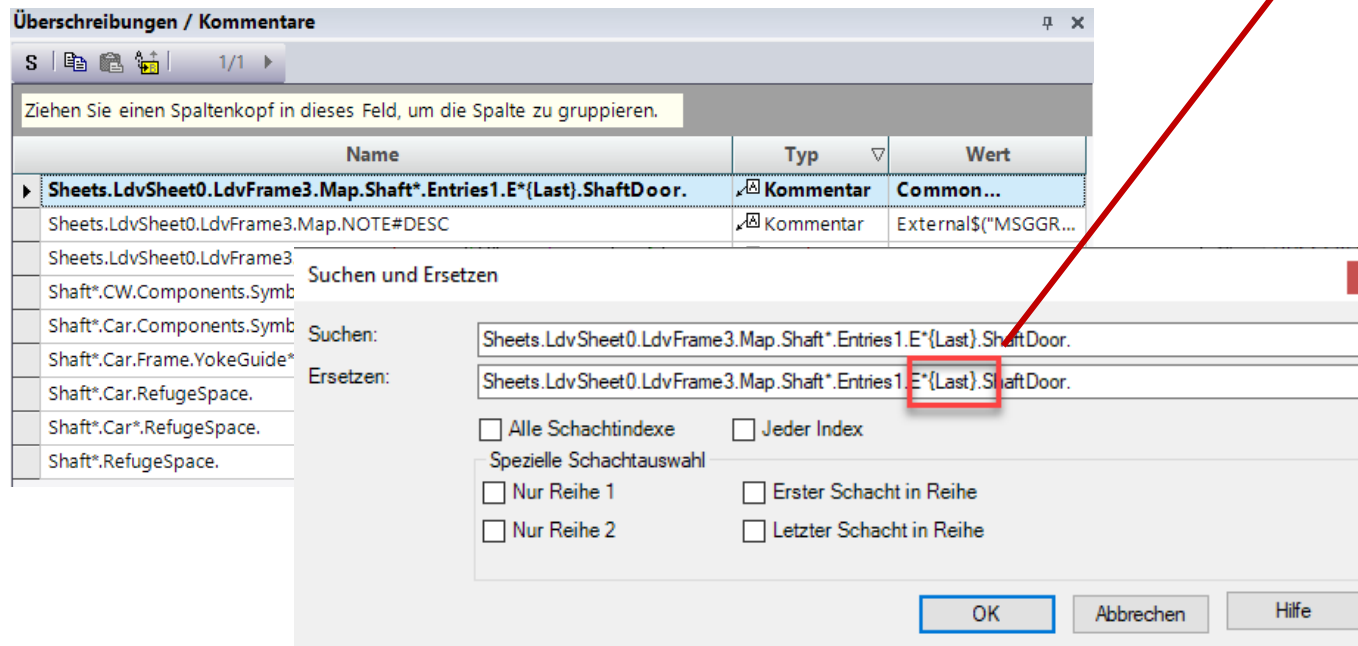 Überschreibungen / Kommentare
S 1/1
Ziehen Sie einen Spaltenkopf in dieses Feld, um die Spalte zu gruppieren.
Name Typ Wert
Sheets.LdvSheet0.LdvFrame3.Map.Shaft*.Entries1.E*{Last}.ShaftDoor. Kommentar Common...
Sheets.LdvSheet0.LdvFrame3.Map.NOTE#DESC Kommentar External$("MSGGR...
Sheets.LdvSheet0.LdvFrame3
Shaft*.CW.Components.Symb
Shaft*.Car.Components.Symb
Shaft*.Car.Frame.YokeGuide*
Shaft*.Car.RefugeSpace.
Shaft*.Car*.RefugeSpace.
Shaft*.RefugeSpace.
Suchen und Ersetzen
Suchen: Sheets.LdvSheet0.LdvFrame3.Map.Shaft*.Entries1.E*{Last}.ShaftDoor.
Ersetzen: Sheets.LdvSheet0.LdvFrame3.Map.Shaft*.Entries1.E*{Last}.ShaftDoor.
Alle Schachtindexe Jeder Index
Spezielle Schachtauswahl
Nur Reihe 1 Erster Schacht in Reihe
Nur Reihe 2 Letzter Schacht in Reihe
OK Abbrechen Hilfe